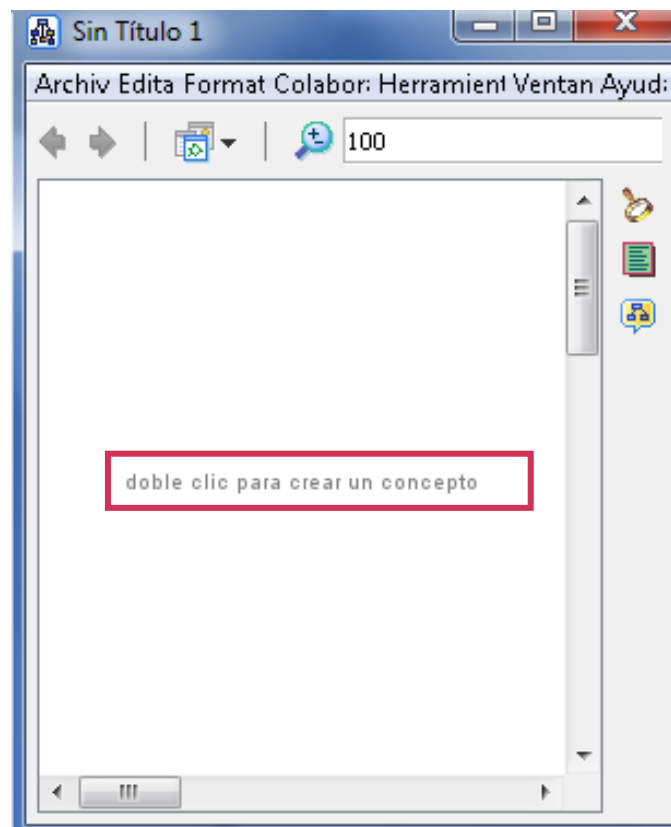 Sin Título 1
Archiv Edita Format Colabor: Herramient Ventan Ayud:
100
doble clic para crear un concepto